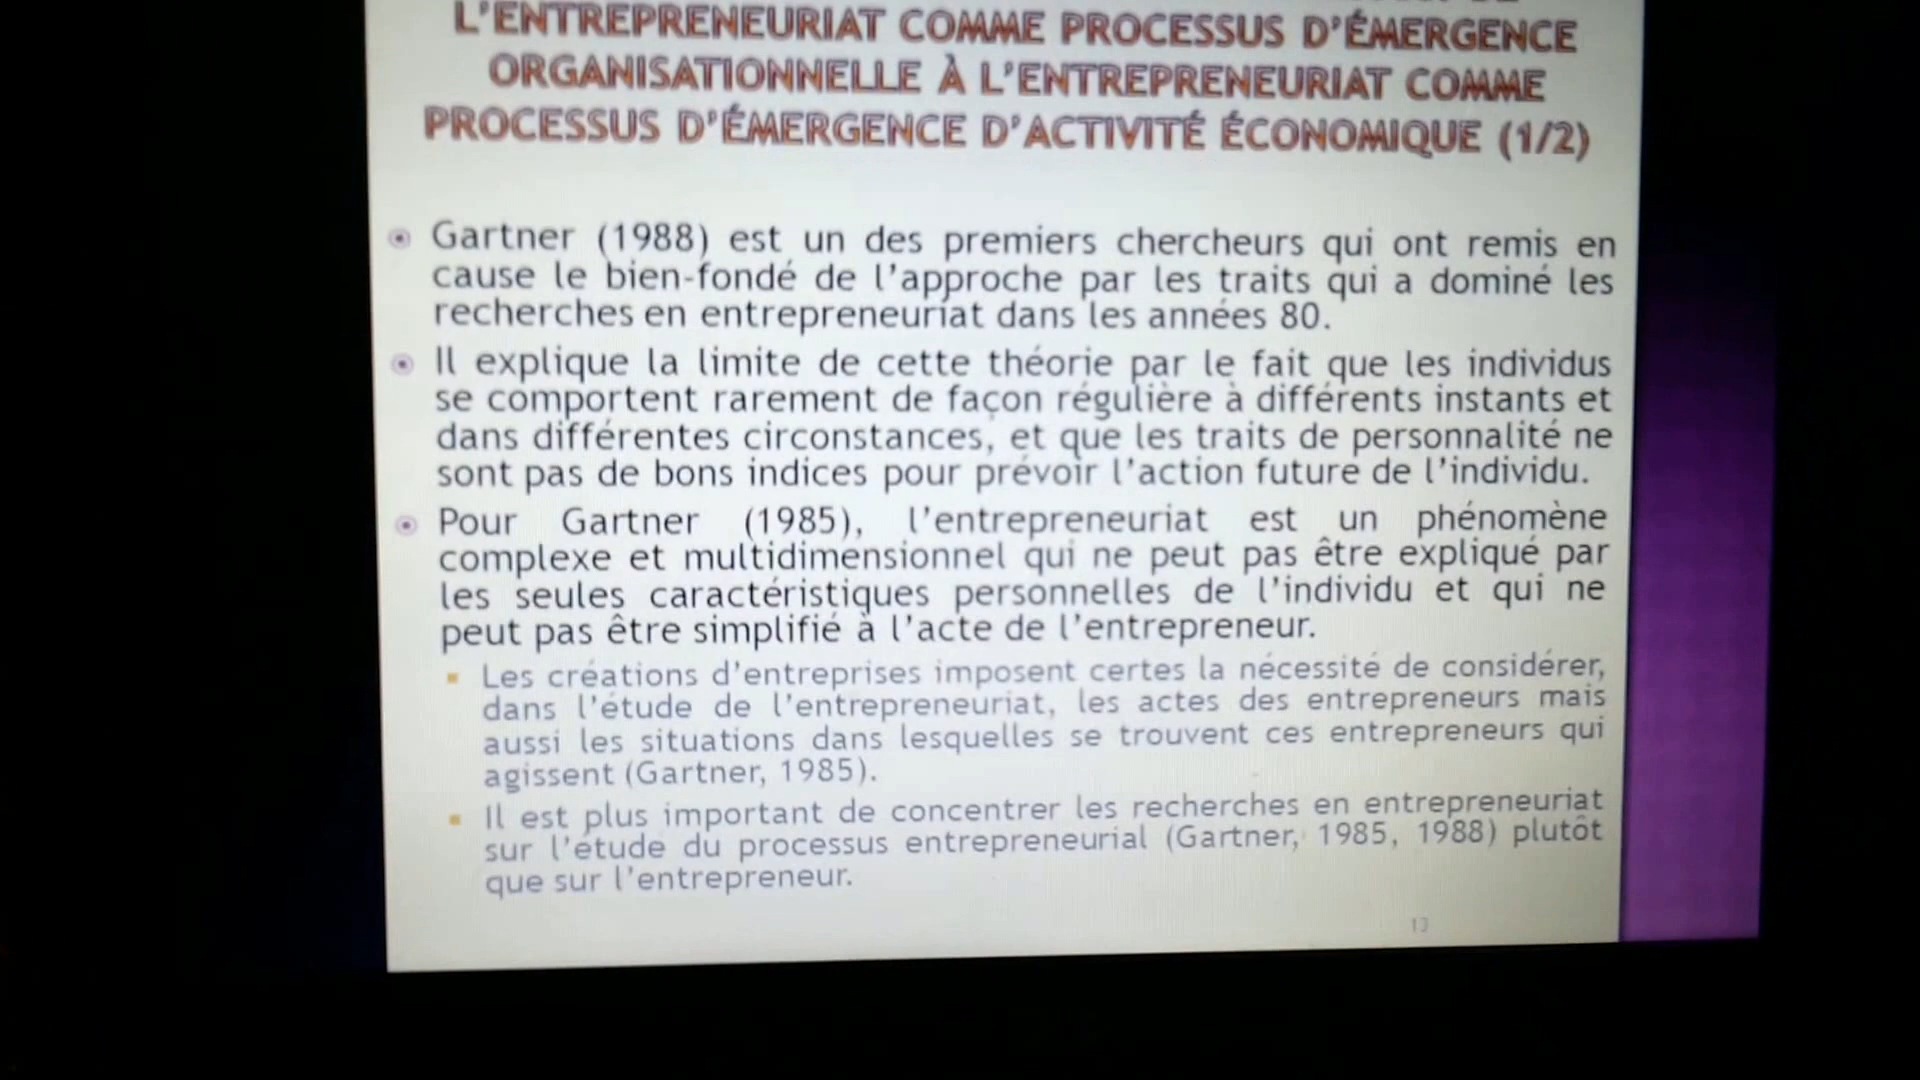 L'ENTREPRENEURIAT COMME PROCESSUS D'ÉMERGENCE
ORGANISATIONNELLE À L'ENTREPRENEURIAT COMME
PROCESSUS D'ÉMERGENCE D'ACTIVITÉ ÉCONOMIQUE (1/2)
Gartner (1988) est un des premiers chercheurs qui ont remis en
cause le bien-fondé de l'approche par les traits qui a dominé les
recherches en entrepreneuriat dans les années 80.
Il explique la limite de cette théorie par le fait que les individus
se comportent rarement de façon régulière à différents instants et
dans différentes circonstances, et que les traits de personnalité ne
sont pas de bons indices pour prévoir l'action future de l'individu.
Pour Gartner (1985), l'entrepreneuriat est un phénomène
complexe et multidimensionnel qui ne peut pas être expliqué par
les seules caractéristiques personnelles de l'individu et qui ne
peut pas être simplifié à l'acte de l'entrepreneur.
Les créations d'entreprises imposent certes la nécessité de considérer,
dans l'étude de l'entrepreneuriat, les actes des entrepreneurs mais
aussi les situations dans lesquelles se trouvent ces entrepreneurs qui
agissent (Gartner, 1985).
Il est plus important de concentrer les recherches en entrepreneuriat
sur l'étude du processus entrepreneurial (Gartner, 1985, 1988) plutôt
que sur l'entrepreneur.
13